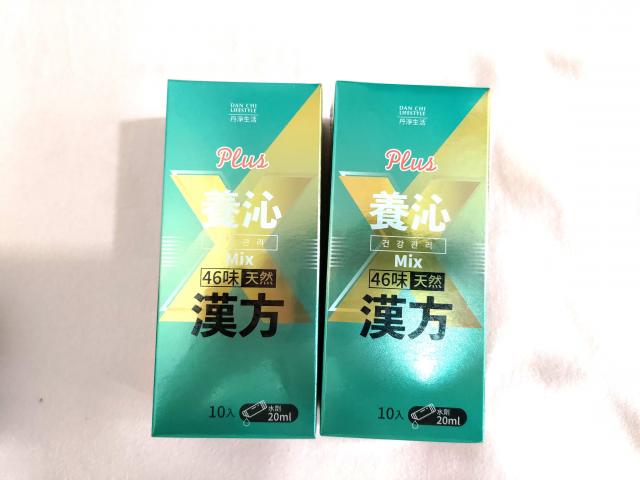 DAN CHI
LIFESTYLE
丹淨生活
Plus
養沁
관리
Mix
46味 天然
漢方
10入
水劑
20ml
DAN CHI
LIFESTYLE
丹淨生活
Plus
養沁
건강관리
Mix
46味 天然
漢方
10入
水劑
20ml